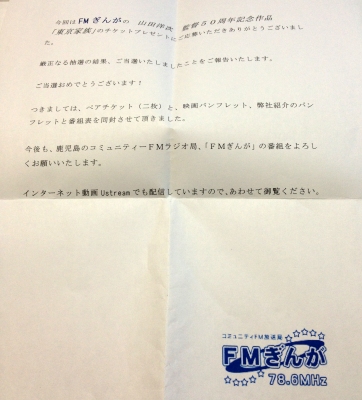 今回はFMぎんがの 山田洋次 監督50周年記念作品
「東京家族」のチケットプレゼントにご応募いただきありがとうございまし
た。
厳正なる抽選の結果、ご当選いたしましたことをご報告いたします。
ご当選おめでとうございます!
つきましては、ペアチケット(二枚)と、映画パンフレット、弊社紹介のパン
フレットと番組表を同封させて頂きました。
今後も、鹿児島のコミュニティーFMラジオ局、「FMぎんが」の番組をよろし
くお願いいたします。
インターネット動画Ustreamでも配信していますので、あわせて御覧ください。
コミュニティFM放送局
FMぎんが
78.6MHz